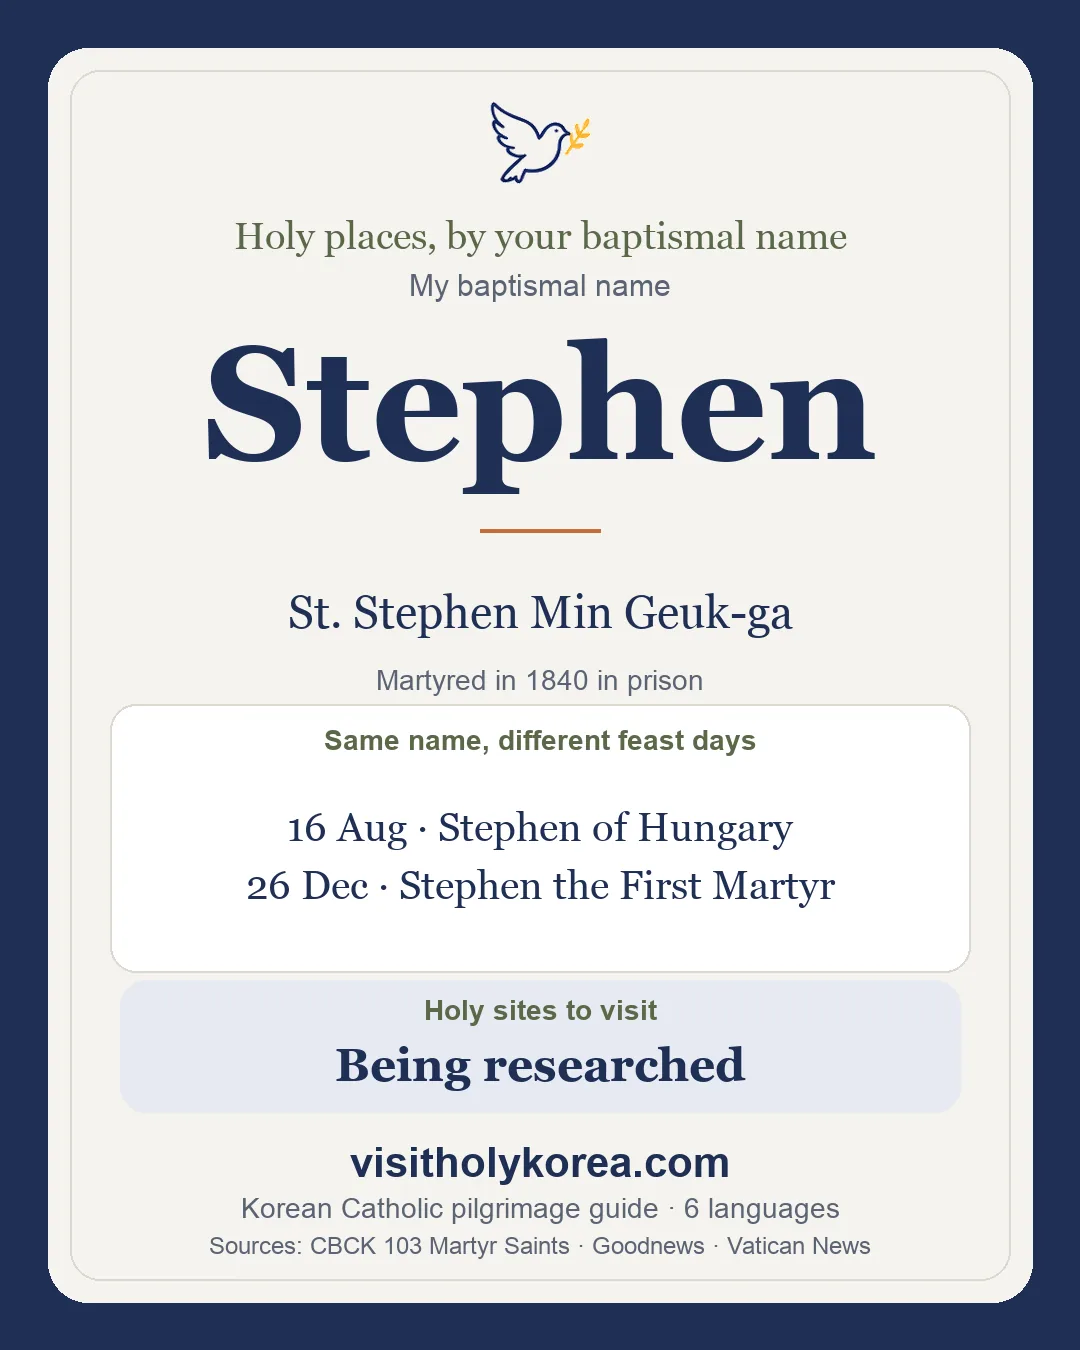 Holy places, by your baptismal name
My baptismal name
Stephen
St. Stephen Min Geuk-ga
Martyred in 1840 in prison
Same name, different feast days
16 Aug · Stephen of Hungary
26 Dec · Stephen the First Martyr
Holy sites to visit
Being researched
visitholykorea.com
Korean Catholic pilgrimage guide · 6 languages
Sources: CBCK 103 Martyr Saints · Goodnews · Vatican News